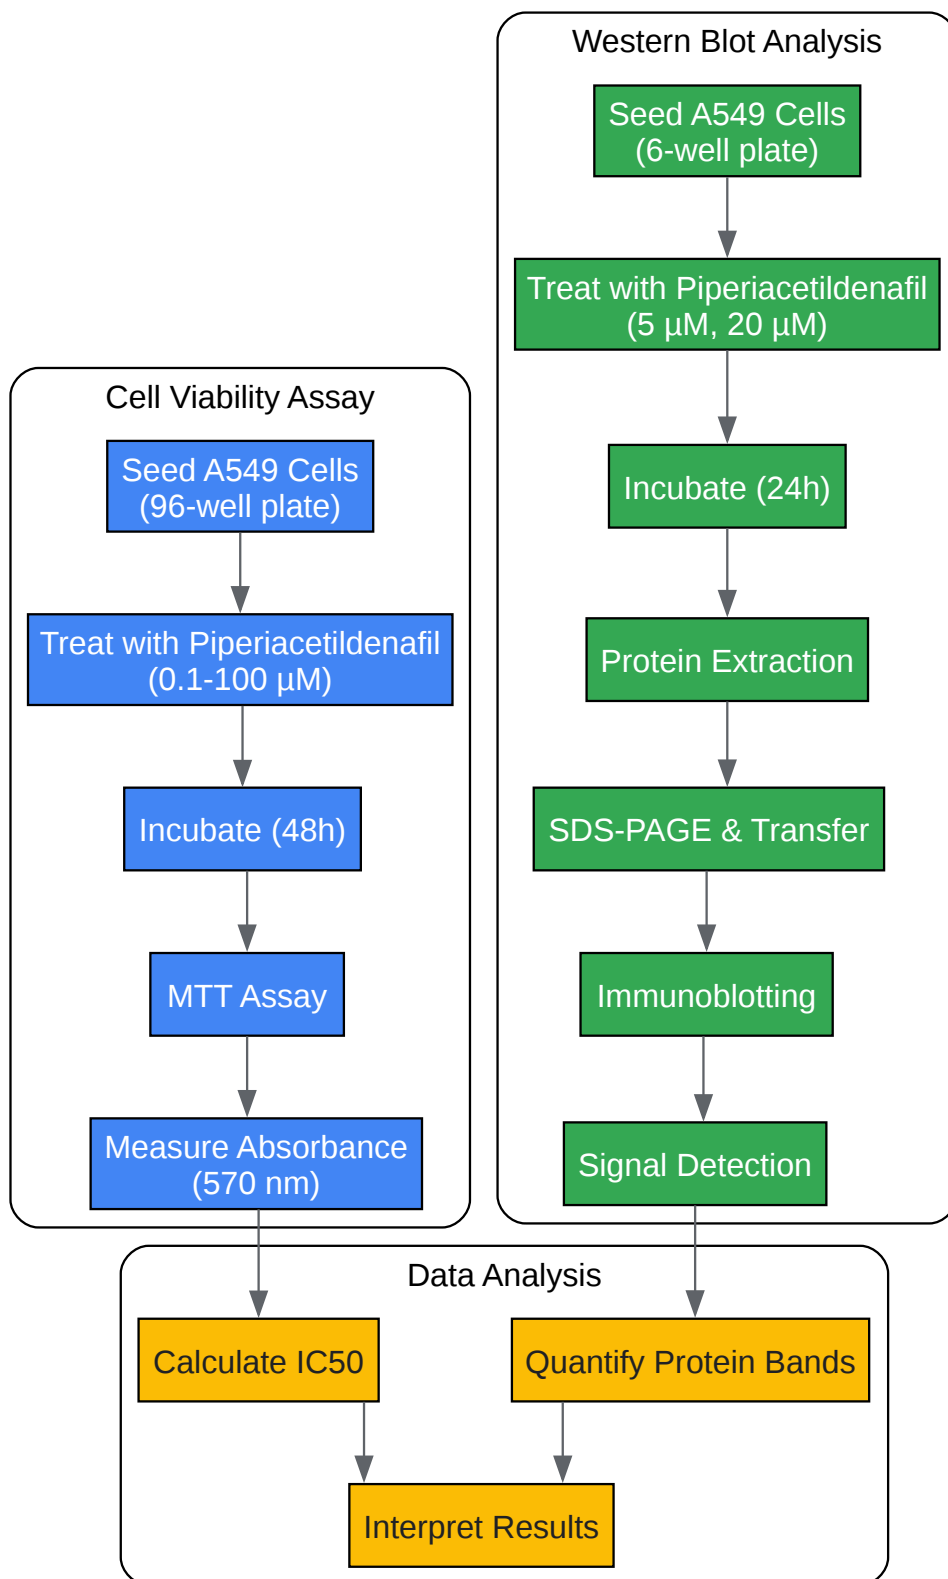 Western Blot Analysis
Seed A549 Cells
(6-well plate)
Treat with Piperiacetildenafil
(5 µM, 20 µM)
Incubate (24h)
Protein Extraction
SDS-PAGE & Transfer
Immunoblotting
Signal Detection
Cell Viability Assay
Seed A549 Cells
(96-well plate)
Treat with Piperiacetildenafil
(0.1-100 µM)
Incubate (48h)
MTT Assay
Measure Absorbance
(570 nm)
Data Analysis
Calculate IC50
Quantify Protein Bands
Interpret Results